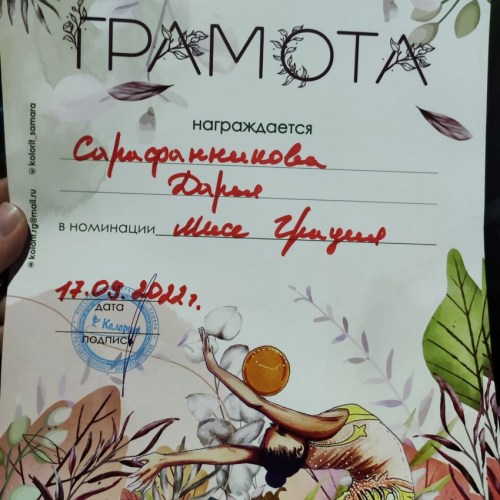 ГРАМОТА
награждается
Сарафанникова
Дарья
в номинации Мисс Грация
17.09.2022г.
дата
Колорит
подпись
kolorit_samara
kolorit.rg@mail.ru